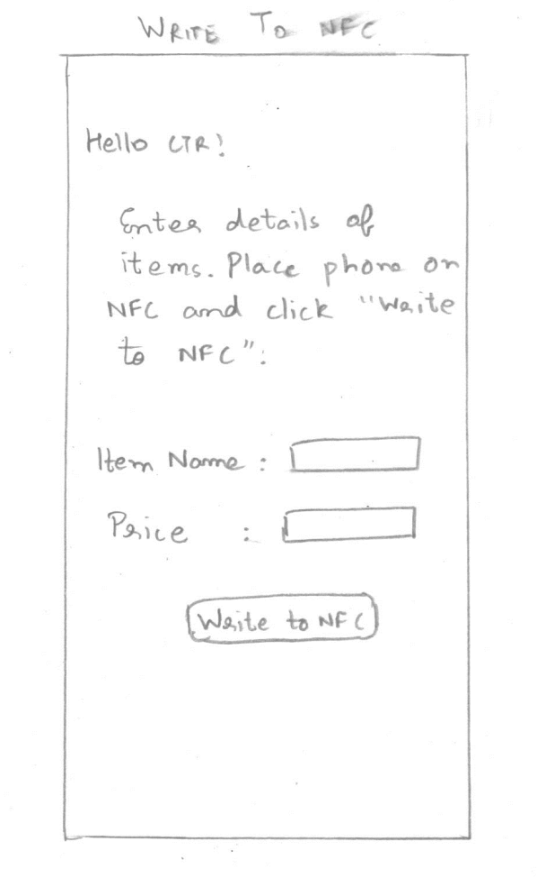 WRITE TO NFC
Hello CTR!
Enter details of
items. Place phone on
NFC and click "Write
to NFC":
Item Name :
Price :
Write to NFC